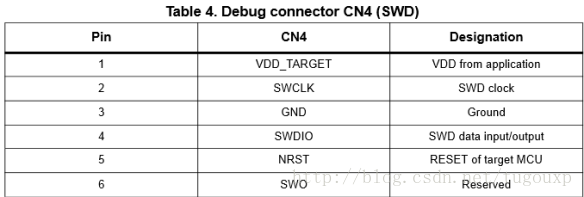 Table 4. Debug connector CN4 (SWD)
Pin CN4 Designation
1 VDD_TARGET VDD from application
2 SWCLK SWD clock
3 GND Ground
4 SWDIO SWD data input/output
5 NRST RESET of target MCU
6 SWO Reserved
http://blog.csdn.net/rugouxp